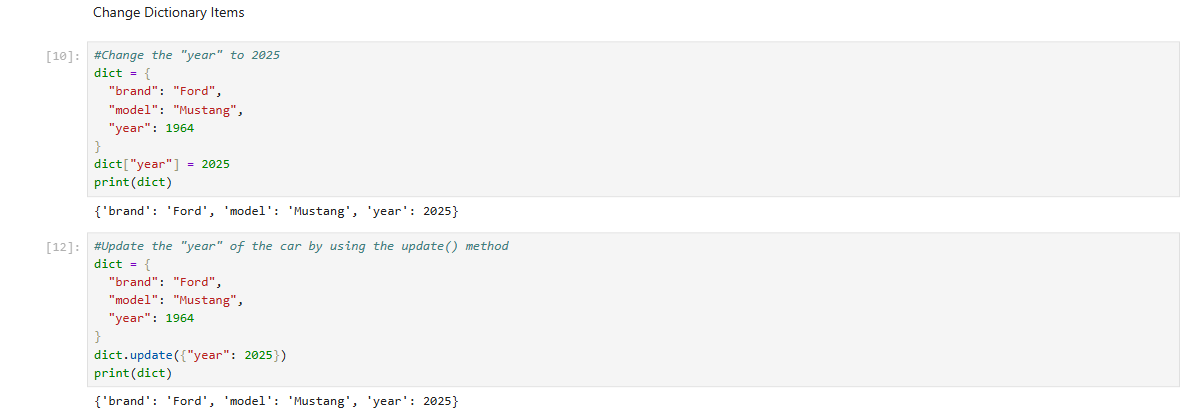 Change Dictionary Items
[10]:
#Change the "year" to 2025
dict = {
  "brand": "Ford",
  "model": "Mustang",
  "year": 1964
}
dict["year"] = 2025
print(dict)
{'brand': 'Ford', 'model': 'Mustang', 'year': 2025}
[12]:
#Update the "year" of the car by using the update() method
dict = {
  "brand": "Ford",
  "model": "Mustang",
  "year": 1964
}
dict.update({"year": 2025})
print(dict)
{'brand': 'Ford', 'model': 'Mustang', 'year': 2025}